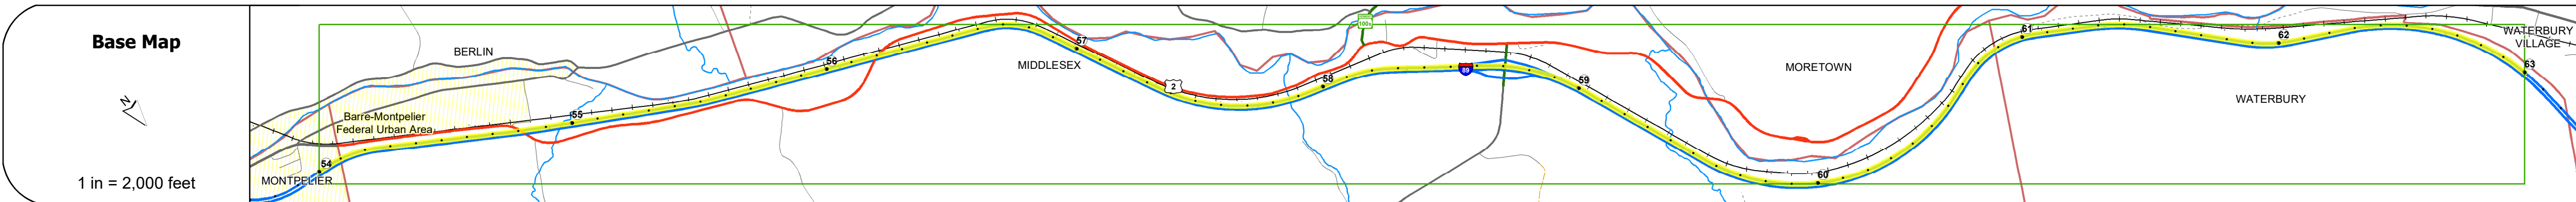 Base Map
N
1 in = 2,000 feet
BERLIN
Barre-Montpelier
Federal Urban Area
MONTPELIER
54
55
56
57
MIDDLESEX
2
58
100B
89
59
MORETOWN
60
61
62
WATERBURY
VILLAGE
63
WATERBURY